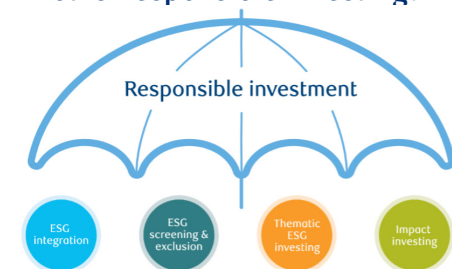 Responsible investment
ESG
integration
ESG
screening &
exclusion
Thematic
ESG
investing
Impact
investing